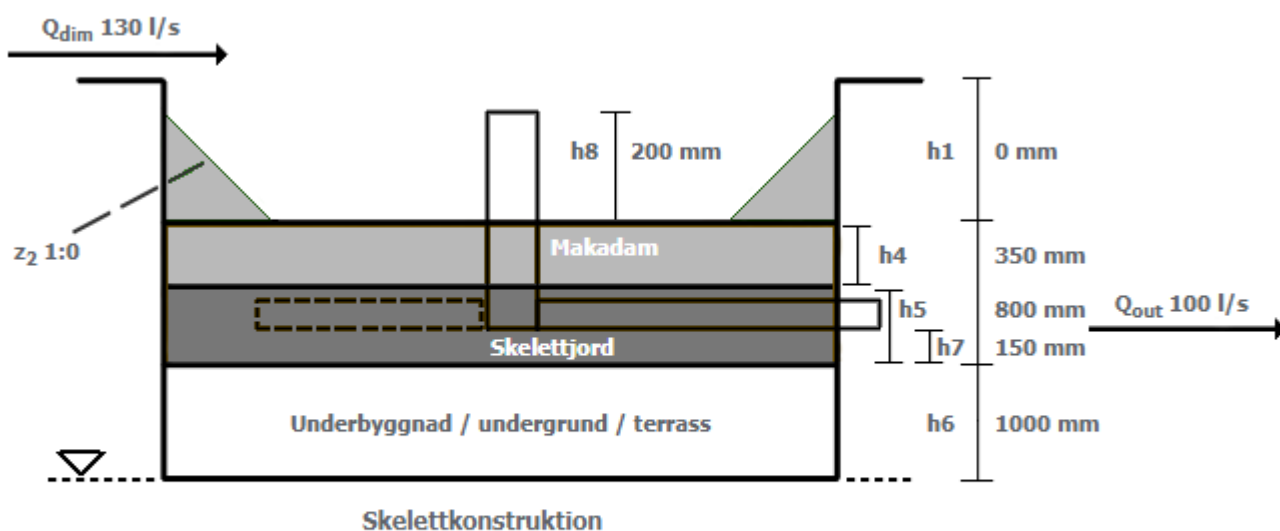 Qdim 130 l/s
h8 200 mm
h1 0 mm
z2 1:0
Makadam
h4 350 mm
h5 800 mm
Qout 100 l/s
Skelettjord
h7 150 mm
Underbyggnad / undergrund / terrass
h6 1000 mm
Skelettkonstruktion